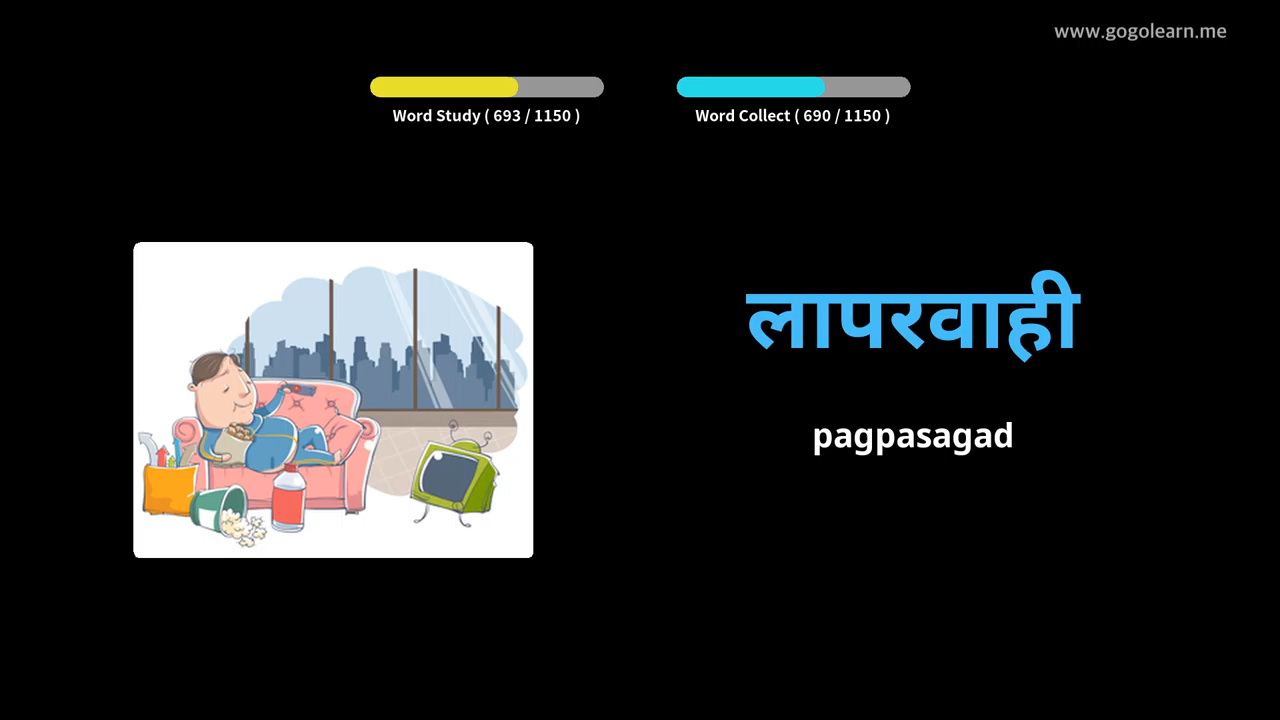 www.gogolearn.me
Word Study ( 693 / 1150 )
Word Collect ( 690 / 1150 )
लापरवाही
pagpasagad